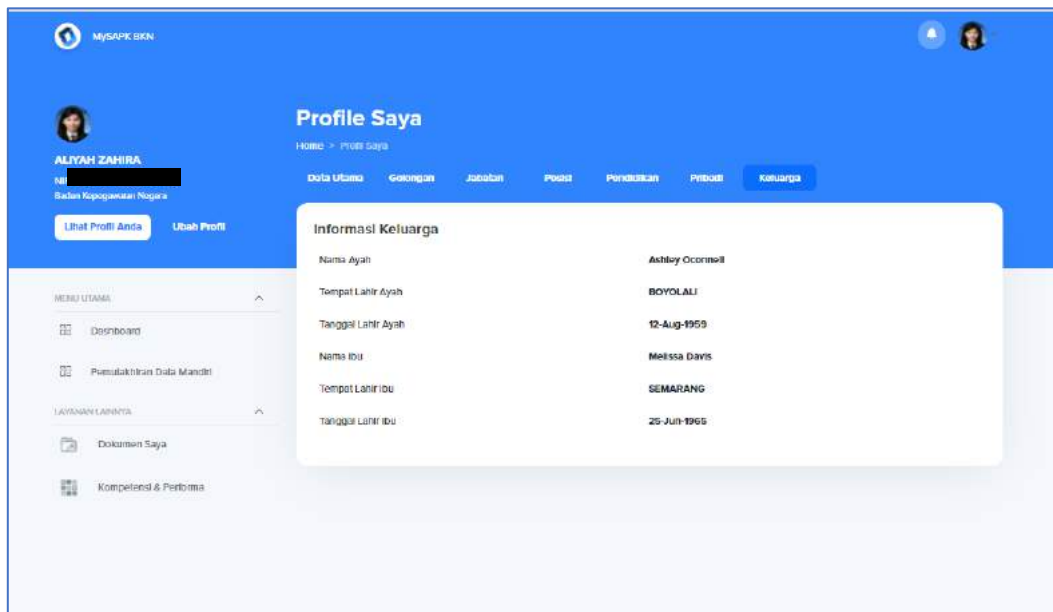 MySAPK BKN
Profile Saya
Home > Profil Saya
ALIYAH ZAHIRA
NI
Badan Kepegawaian Negara
Lihat Profil Anda Ubah Profil
Data Utama Golongan Jabatan Posisi Pendidikan Pribadi Keluarga
Informasi Keluarga
Nama Ayah Ashley Oconnell
Tempat Lahir Ayah BOYOLALI
Tanggal Lahir Ayah 12-Aug-1959
Nama Ibu Melissa Davis
Tempat Lahir Ibu SEMARANG
Tanggal Lahir Ibu 25-Jun-1965
MENU UTAMA
Dashboard
Pemutakhiran Data Mandiri
LAYANAN LAINNYA
Dokumen Saya
Kompetensi & Performa